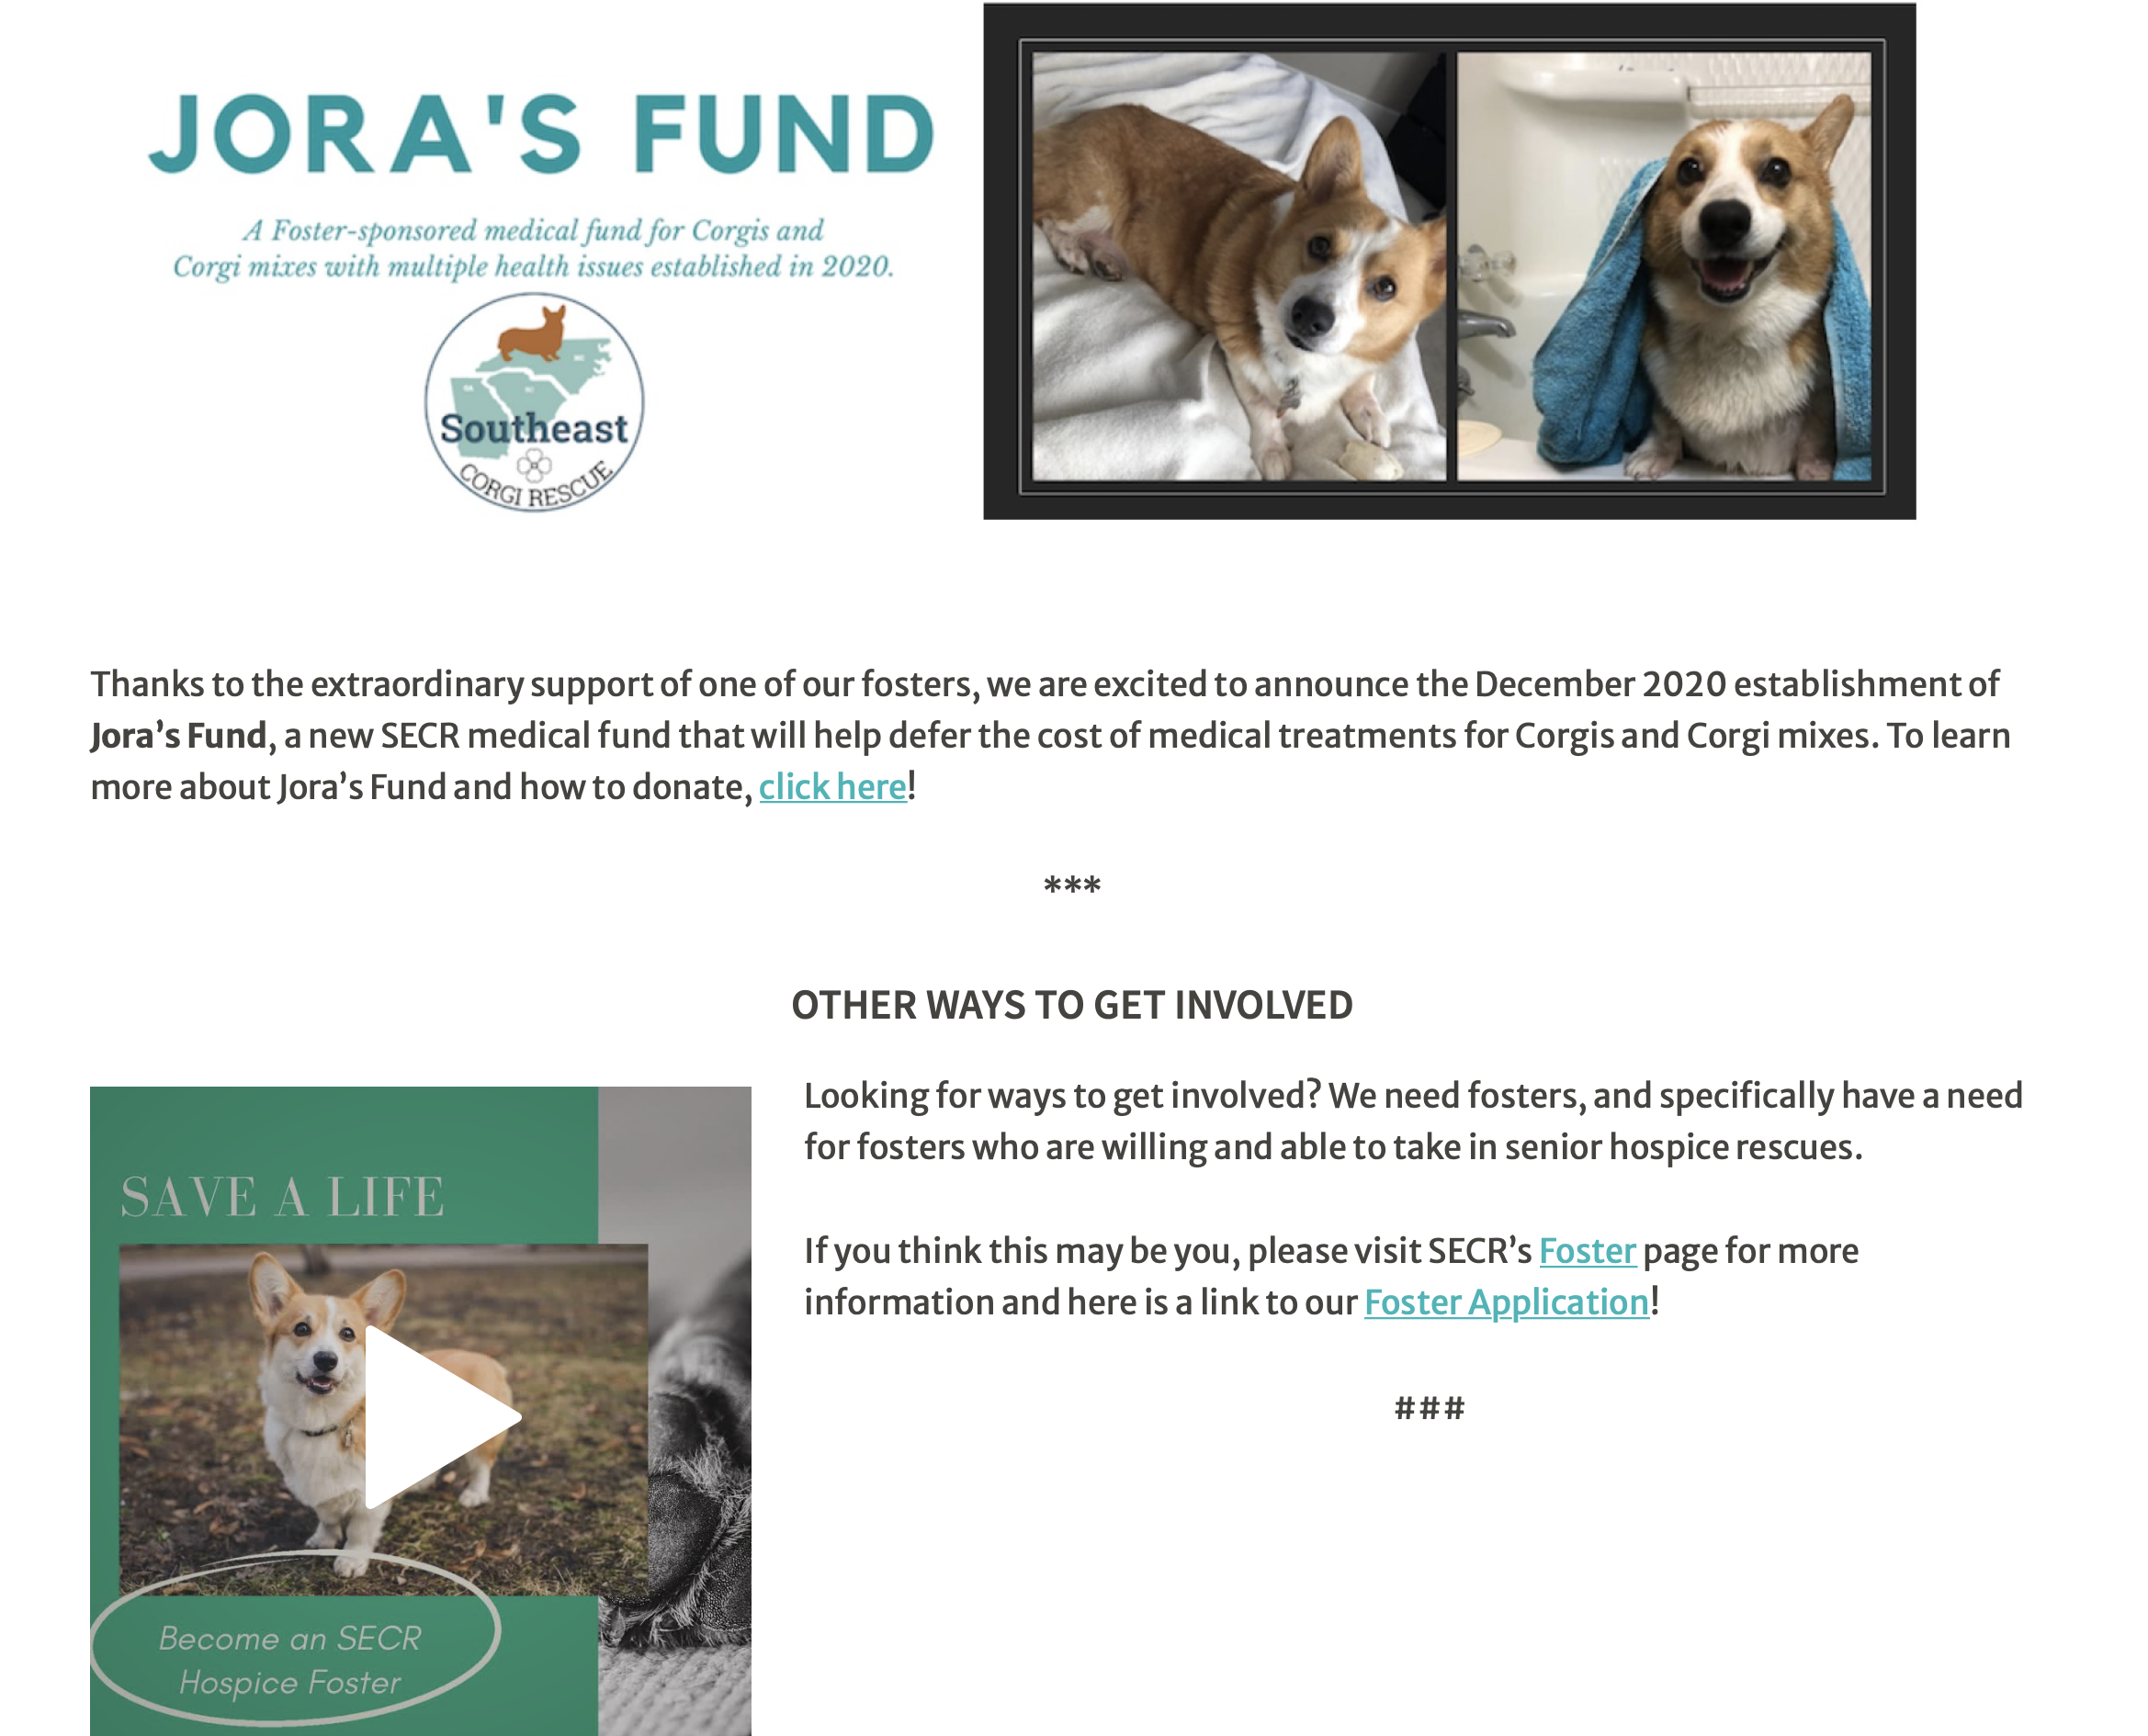 JORA'S FUND
A Foster-sponsored medical fund for Corgis and
Corgi mixes with multiple health issues established in 2020.
NC
GA
SC
Southeast
CORGI RESCUE
Thanks to the extraordinary support of one of our fosters, we are excited to announce the December 2020 establishment of
Jora’s Fund, a new SECR medical fund that will help defer the cost of medical treatments for Corgis and Corgi mixes. To learn
more about Jora’s Fund and how to donate, click here!
***
OTHER WAYS TO GET INVOLVED
Looking for ways to get involved? We need fosters, and specifically have a need
for fosters who are willing and able to take in senior hospice rescues.
If you think this may be you, please visit SECR’s Foster page for more
information and here is a link to our Foster Application!
###
SAVE A LIFE
Become an SECR
Hospice Foster